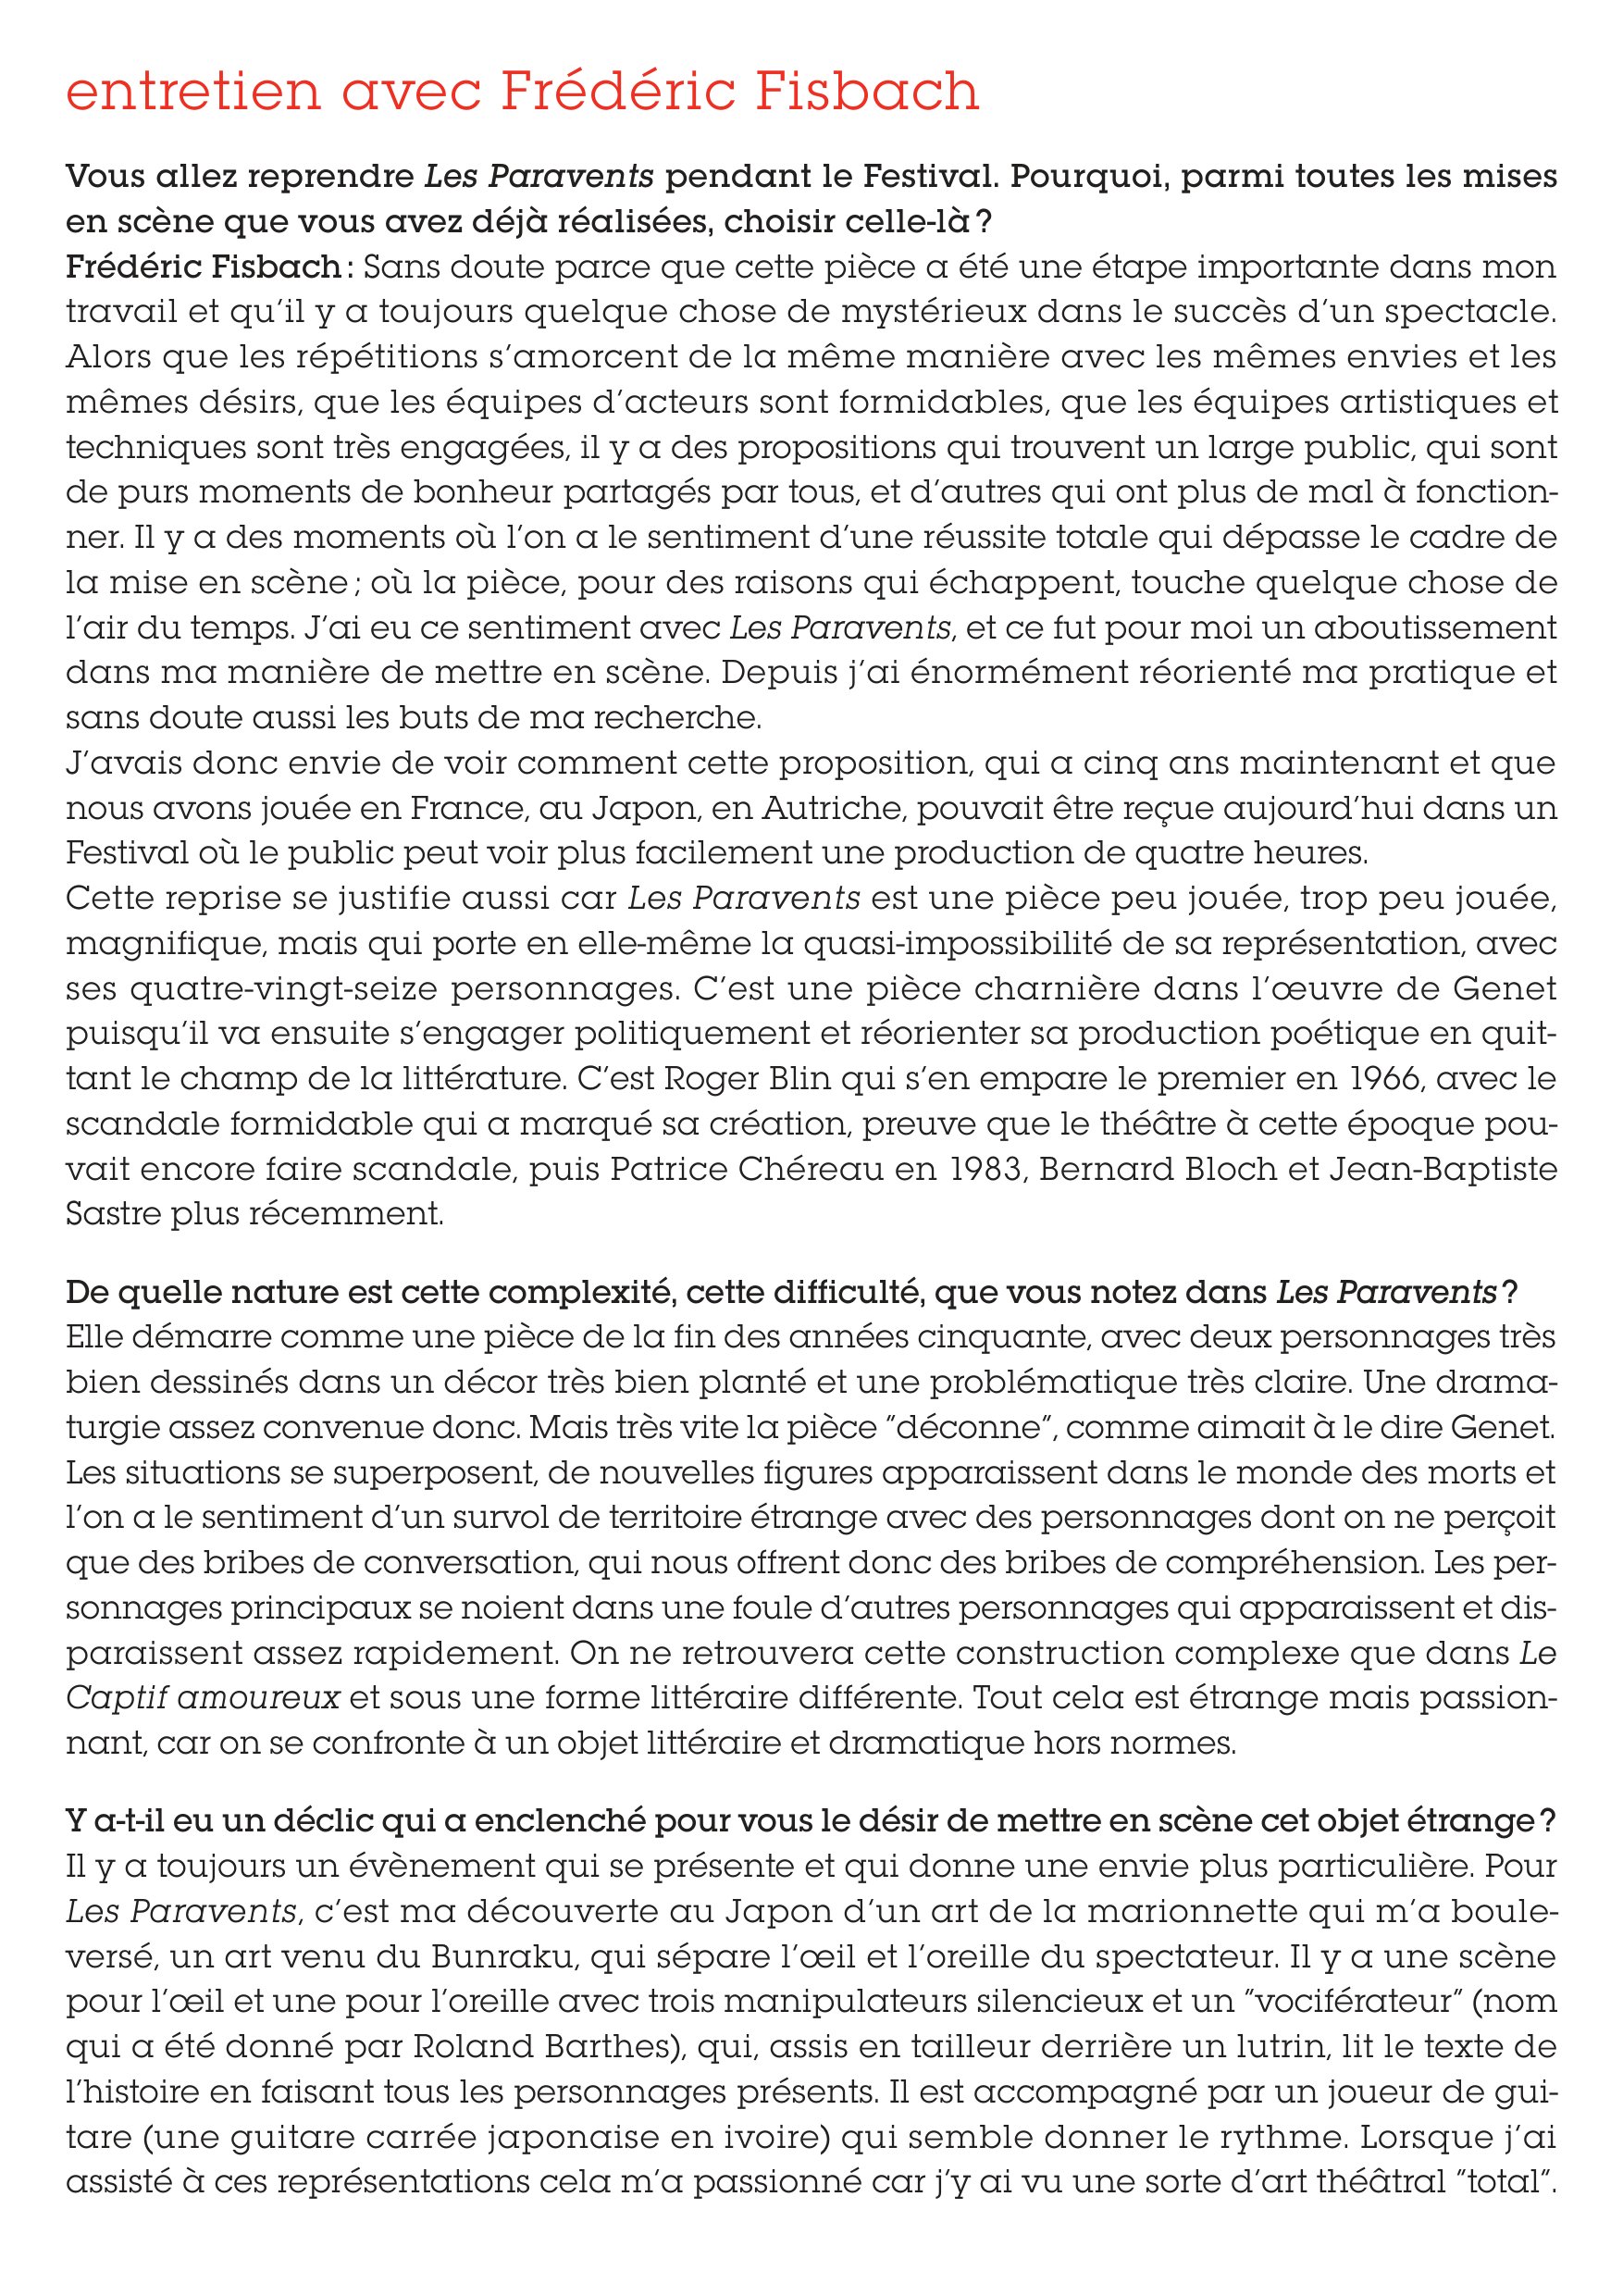 entretien avec Frédéric Fisbach
Vous allez reprendre Les Paravents pendant le Festival. Pourquoi, parmi toutes les mises
en scène que vous avez déjà réalisées, choisir celle-là ?
Frédéric Fisbach : Sans doute parce que cette pièce a été une étape importante dans mon
travail et qu’il y a toujours quelque chose de mystérieux dans le succès d’un spectacle.
Alors que les répétitions s’amorcent de la même manière avec les mêmes envies et les
mêmes désirs, que les équipes d’acteurs sont formidables, que les équipes artistiques et
techniques sont très engagées, il y a des propositions qui trouvent un large public, qui sont
de purs moments de bonheur partagés par tous, et d’autres qui ont plus de mal à fonction-
ner. Il y a des moments où l’on a le sentiment d’une réussite totale qui dépasse le cadre de
la mise en scène ; où la pièce, pour des raisons qui échappent, touche quelque chose de
l’air du temps. J’ai eu ce sentiment avec Les Paravents, et ce fut pour moi un aboutissement
dans ma manière de mettre en scène. Depuis j’ai énormément réorienté ma pratique et
sans doute aussi les buts de ma recherche.
J’avais donc envie de voir comment cette proposition, qui a cinq ans maintenant et que
nous avons jouée en France, au Japon, en Autriche, pouvait être reçue aujourd’hui dans un
Festival où le public peut voir plus facilement une production de quatre heures.
Cette reprise se justifie aussi car Les Paravents est une pièce peu jouée, trop peu jouée,
magnifique, mais qui porte en elle-même la quasi-impossibilité de sa représentation, avec
ses quatre-vingt-seize personnages. C’est une pièce charnière dans l’œuvre de Genet
puisqu’il va ensuite s’engager politiquement et réorienter sa production poétique en quit-
tant le champ de la littérature. C’est Roger Blin qui s’en empare le premier en 1966, avec le
scandale formidable qui a marqué sa création, preuve que le théâtre à cette époque pou-
vait encore faire scandale, puis Patrice Chéreau en 1983, Bernard Bloch et Jean-Baptiste
Sastre plus récemment.
De quelle nature est cette complexité, cette difficulté, que vous notez dans Les Paravents ?
Elle démarre comme une pièce de la fin des années cinquante, avec deux personnages très
bien dessinés dans un décor très bien planté et une problématique très claire. Une drama-
turgie assez convenue donc. Mais très vite la pièce “déconne”, comme aimait à le dire Genet.
Les situations se superposent, de nouvelles figures apparaissent dans le monde des morts et
l’on a le sentiment d’un survol de territoire étrange avec des personnages dont on ne perçoit
que des bribes de conversation, qui nous offrent donc des bribes de compréhension. Les per-
sonnages principaux se noient dans une foule d’autres personnages qui apparaissent et dis-
paraissent assez rapidement. On ne retrouvera cette construction complexe que dans Le
Captif amoureux et sous une forme littéraire différente. Tout cela est étrange mais passion-
nant, car on se confronte à un objet littéraire et dramatique hors normes.
Y a-t-il eu un déclic qui a enclenché pour vous le désir de mettre en scène cet objet étrange ?
Il y a toujours un évènement qui se présente et qui donne une envie plus particulière. Pour
Les Paravents, c’est ma découverte au Japon d’un art de la marionnette qui m’a boule-
versé, un art venu du Bunraku, qui sépare l’œil et l’oreille du spectateur. Il y a une scène
pour l’œil et une pour l’oreille avec trois manipulateurs silencieux et un “vociférateur” (nom
qui a été donné par Roland Barthes), qui, assis en tailleur derrière un lutrin, lit le texte de
l’histoire en faisant tous les personnages présents. Il est accompagné par un joueur de gui-
tare (une guitare carrée japonaise en ivoire) qui semble donner le rythme. Lorsque j’ai
assisté à ces représentations cela m’a passionné car j’y ai vu une sorte d’art théâtral “total”.